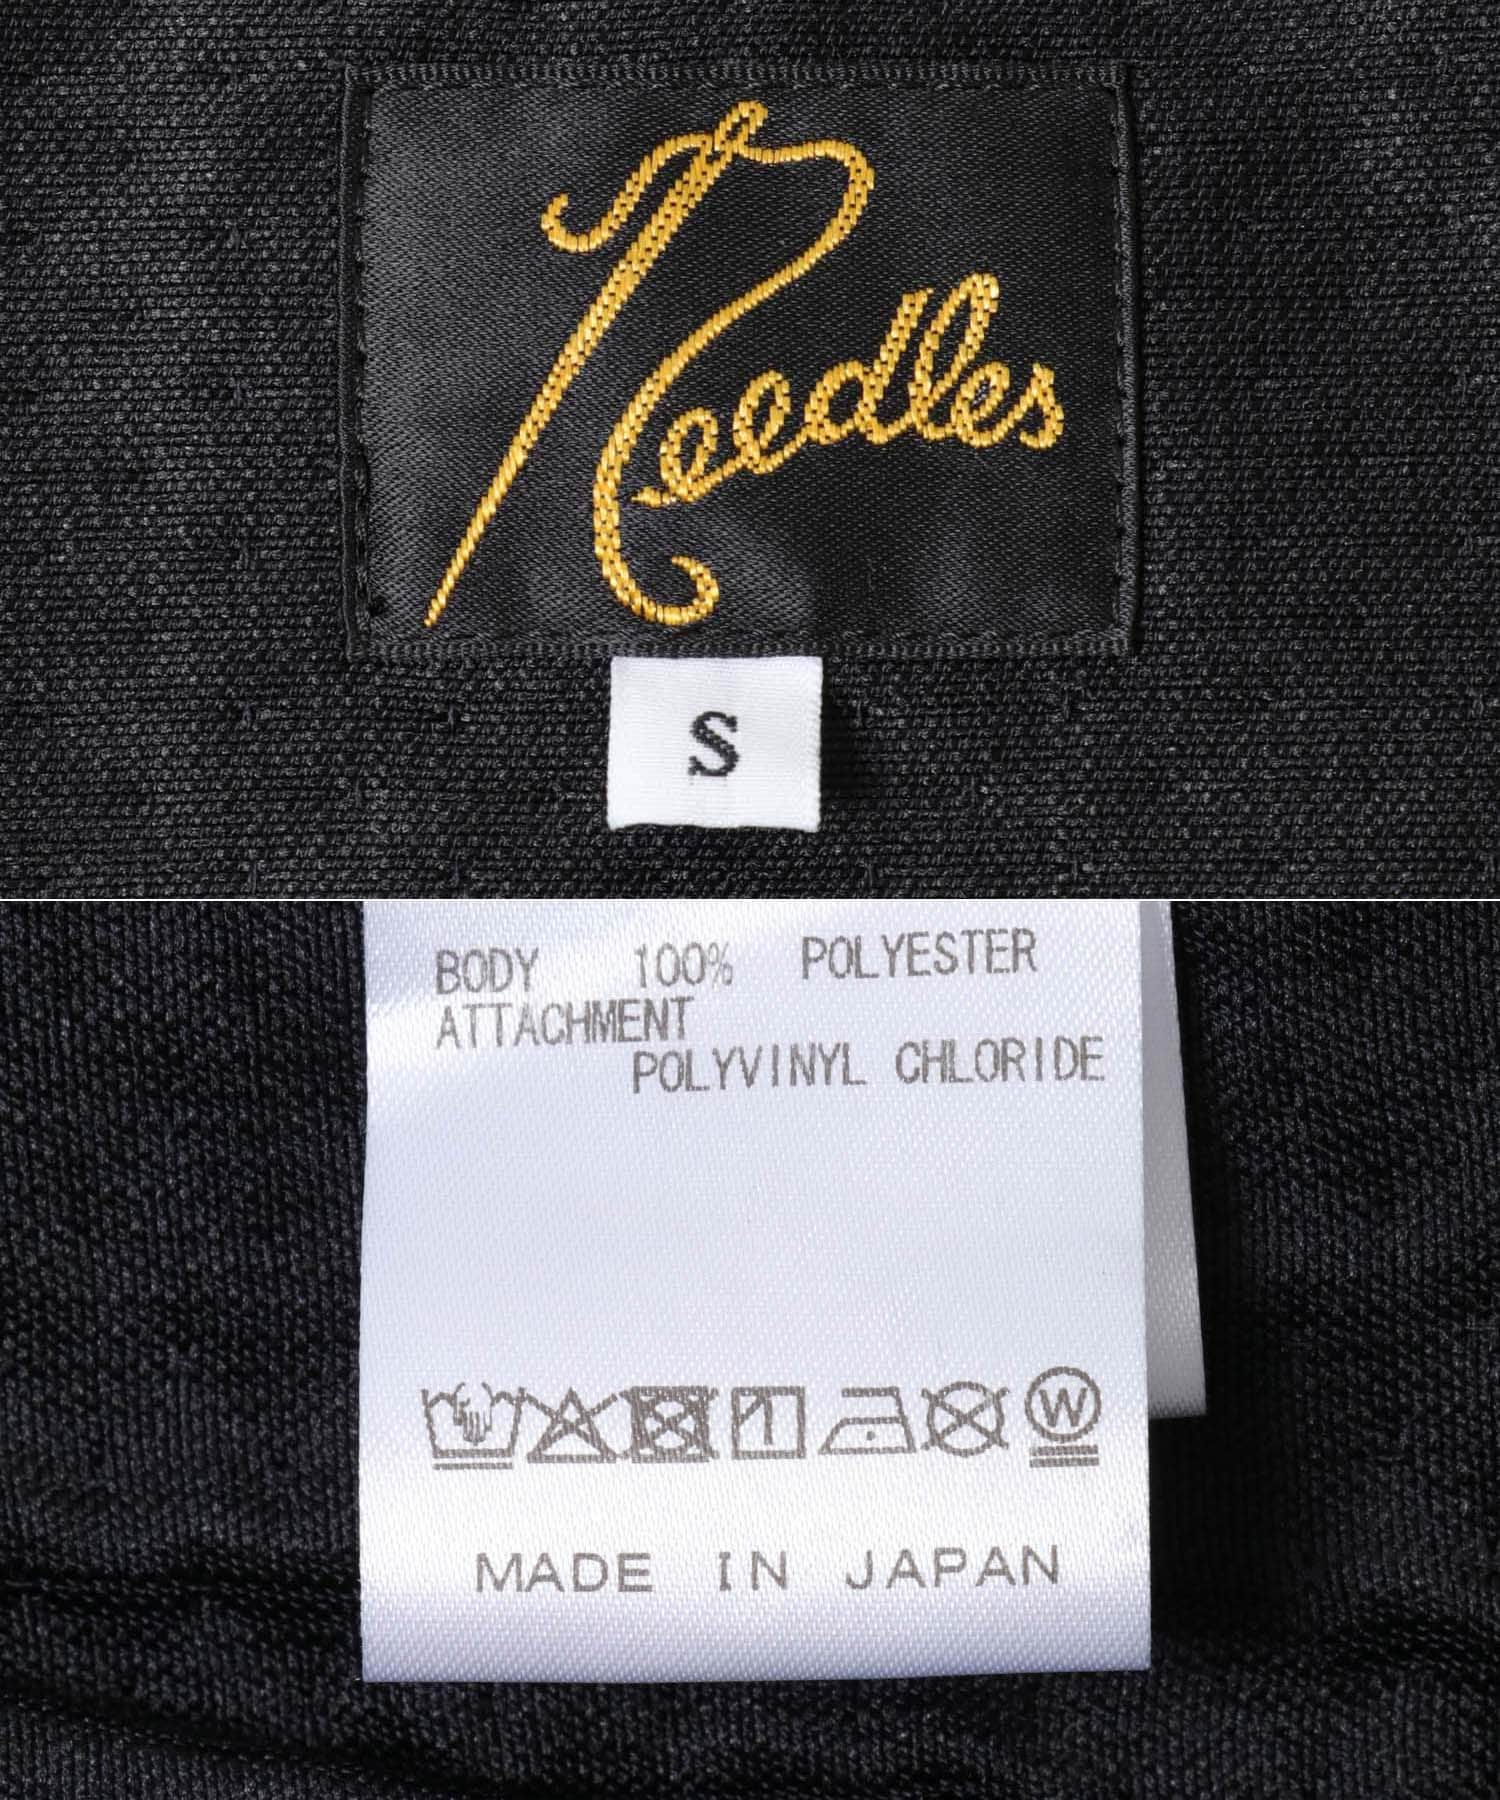 Needles
S
BODY 100% POLYESTER
ATTACHMENT
POLYVINYL CHLORIDE
W
MADE IN JAPAN